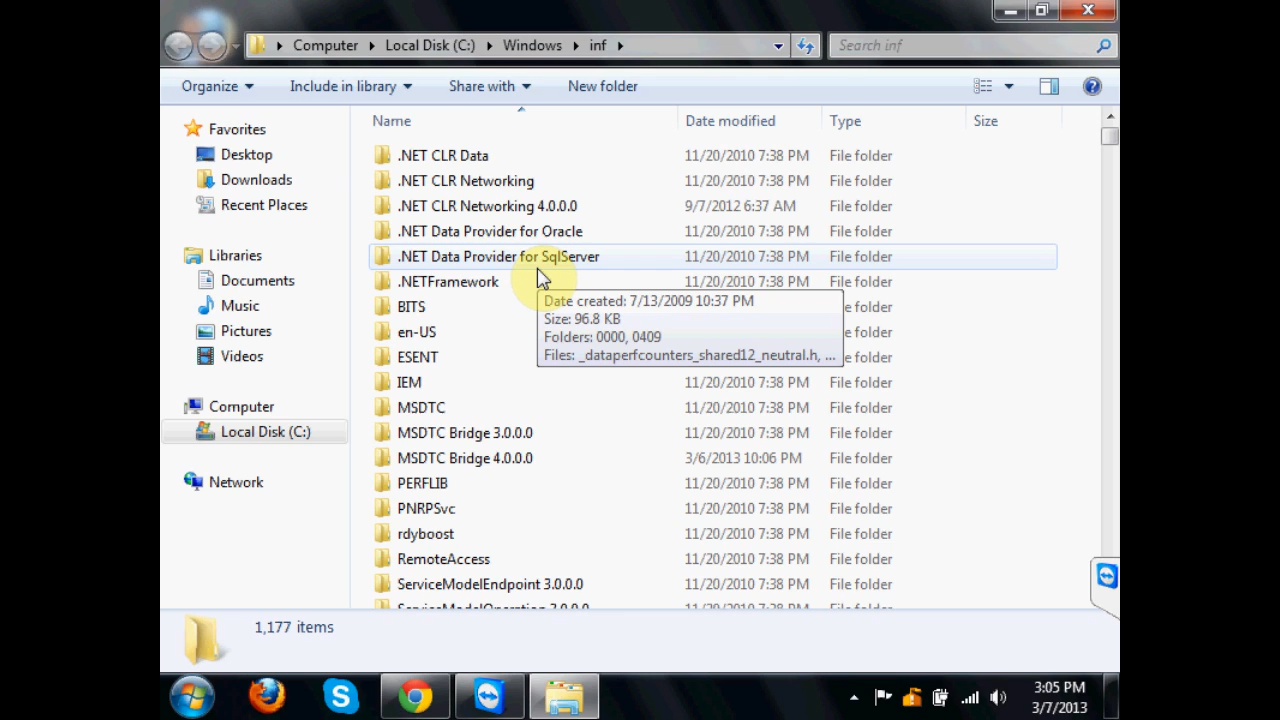 Computer Local Disk (C:) Windows inf
Search inf
Organize Include in library Share with New folder
Name Date modified Type Size
Favorites
Desktop
Downloads
Recent Places
Libraries
Documents
Music
Pictures
Videos
Computer
Local Disk (C:)
Network
.NET CLR Data 11/20/2010 7:38 PM File folder
.NET CLR Networking 11/20/2010 7:38 PM File folder
.NET CLR Networking 4.0.0.0 9/7/2012 6:37 AM File folder
.NET Data Provider for Oracle 11/20/2010 7:38 PM File folder
.NET Data Provider for SqlServer 11/20/2010 7:38 PM File folder
.NETFramework 11/20/2010 7:38 PM File folder
BITS
en-US
ESENT
Date created: 7/13/2009 10:37 PM
Size: 96.8 KB
Folders: 0000, 0409
Files: _dataperfcounters_shared12_neutral.h, ...
IEM 11/20/2010 7:38 PM File folder
MSDTC 11/20/2010 7:38 PM File folder
MSDTC Bridge 3.0.0.0 11/20/2010 7:38 PM File folder
MSDTC Bridge 4.0.0.0 3/6/2013 10:06 PM File folder
PERFLIB 11/20/2010 7:38 PM File folder
PNRPSvc 11/20/2010 7:38 PM File folder
rdyboost 11/20/2010 7:38 PM File folder
RemoteAccess 11/20/2010 7:38 PM File folder
ServiceModelEndpoint 3.0.0.0 11/20/2010 7:38 PM File folder
ServiceModelOperation 3.0.0.0 11/20/2010 7:38 PM File folder
1,177 items
3:05 PM
3/7/2013